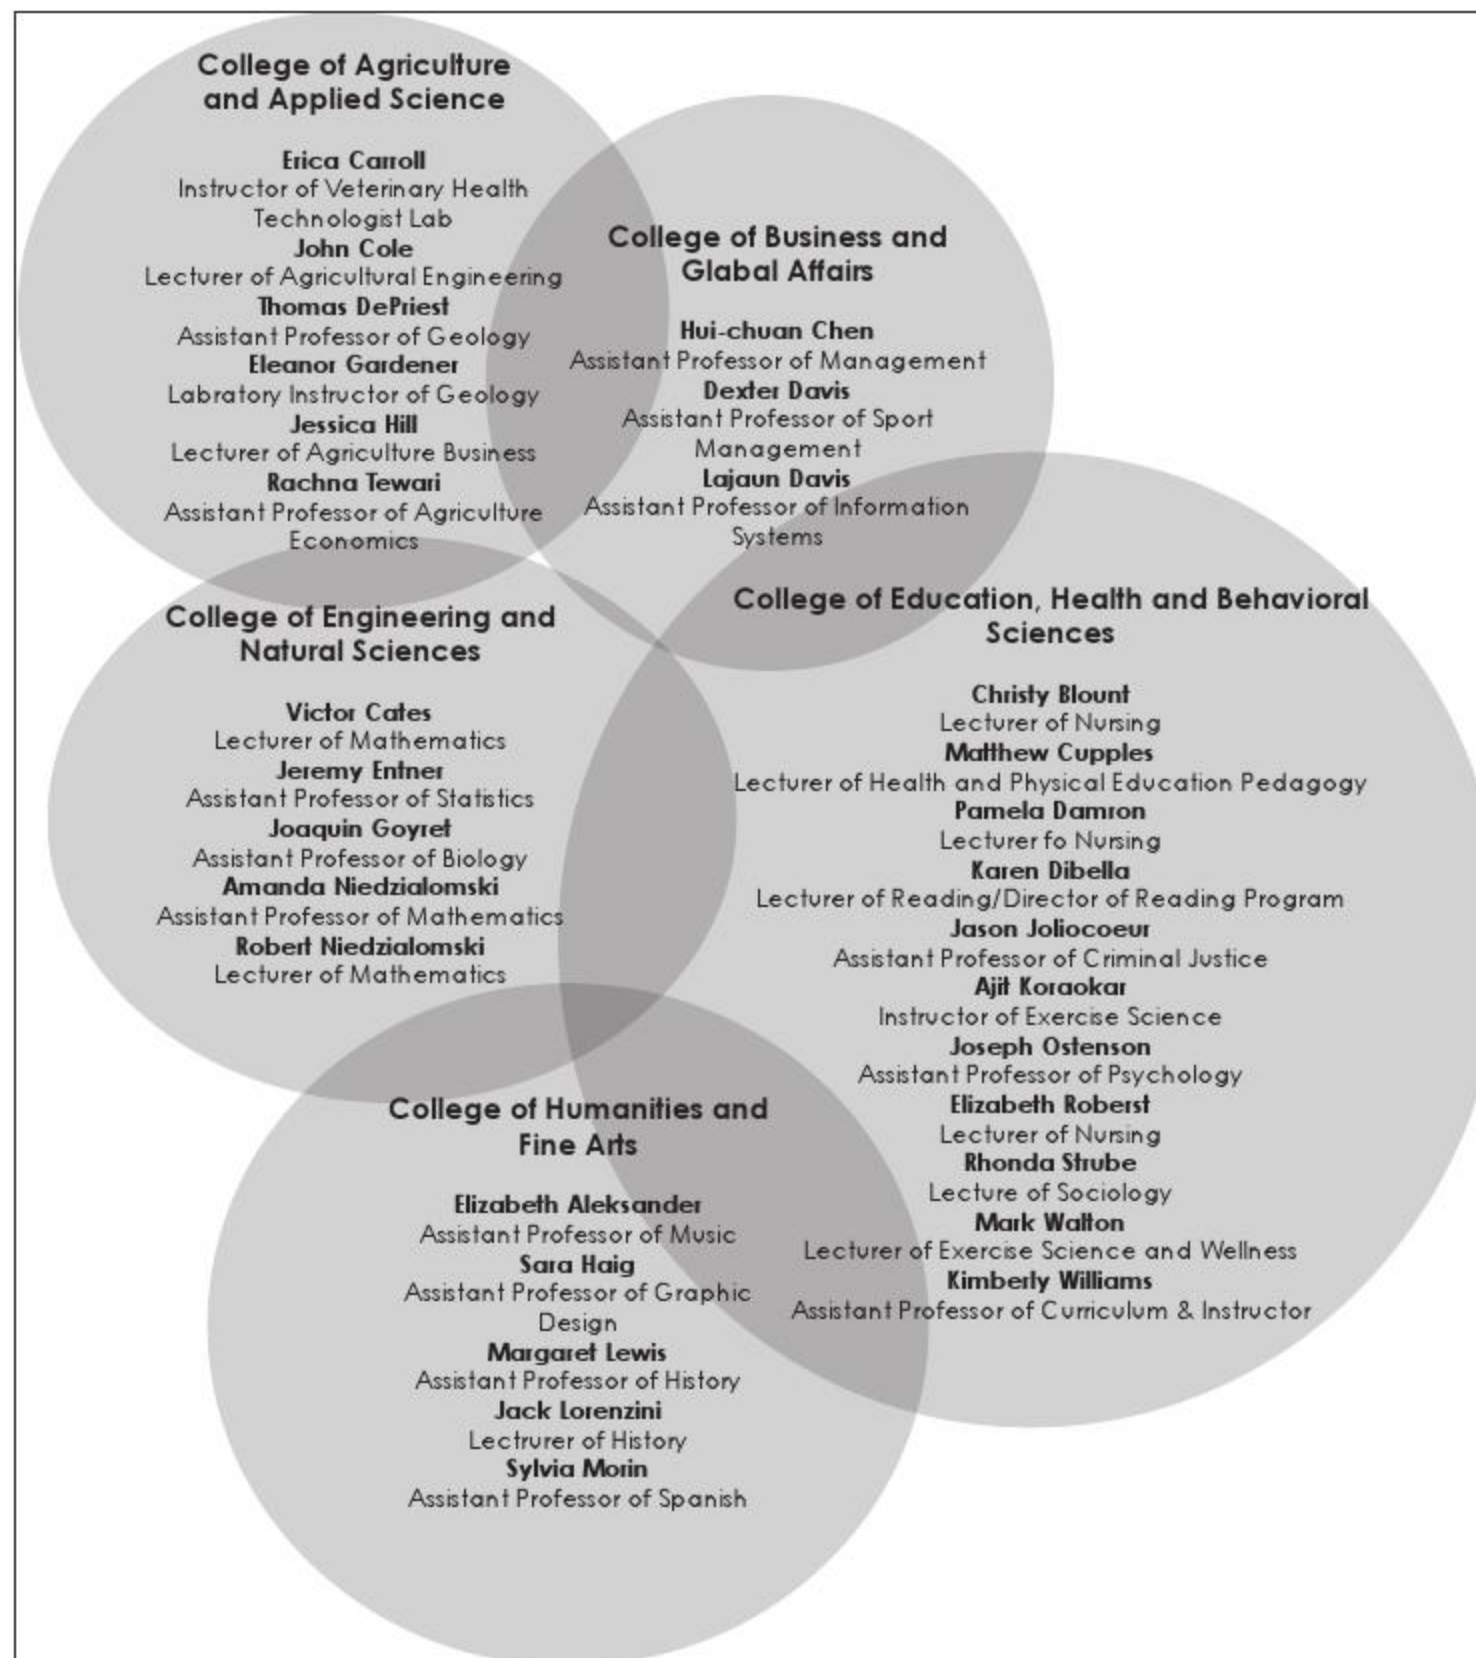 College of Agriculture
and Applied Science
Erica Carroll
Instructor of Veterinary Health
Technologist Lab
John Cole
Lecturer of Agricultural Engineering
Thomas DePriest
Assistant Professor of Geology
Eleanor Gardener
Labratory Instructor of Geology
Jessica Hill
Lecturer of Agriculture Business
Rachna Tewari
Assistant Professor of Agriculture
Economics
College of Business and
Glabal Affairs
Hui-chuan Chen
Assistant Professor of Management
Dexter Davis
Assistant Professor of Sport
Management
Lajaun Davis
Assistant Professor of Information
Systems
College of Engineering and
Natural Sciences
Victor Cates
Lecturer of Mathematics
Jeremy Entner
Assistant Professor of Statistics
Joaquin Goyret
Assistant Professor of Biology
Amanda Niedzialomski
Assistant Professor of Mathematics
Robert Niedzialomski
Lecturer of Mathematics
College of Education, Health and Behavioral
Sciences
Christy Blount
Lecturer of Nursing
Matthew Cupples
Lecturer of Health and Physical Education Pedagogy
Pamela Damron
Lecturer fo Nursing
Karen Dibella
Lecturer of Reading/Director of Reading Program
Jason Joliocoeur
Assistant Professor of Criminal Justice
Ajit Koraokar
Instructor of Exercise Science
Joseph Ostenson
Assistant Professor of Psychology
Elizabeth Roberst
Lecturer of Nursing
Rhonda Strube
Lecture of Sociology
Mark Walton
Lecturer of Exercise Science and Wellness
Kimberly Williams
Assistant Professor of Curriculum & Instructor
College of Humanities and
Fine Arts
Elizabeth Aleksander
Assistant Professor of Music
Sara Haig
Assistant Professor of Graphic
Design
Margaret Lewis
Assistant Professor of History
Jack Lorenzini
Lectrurer of History
Sylvia Morin
Assistant Professor of Spanish